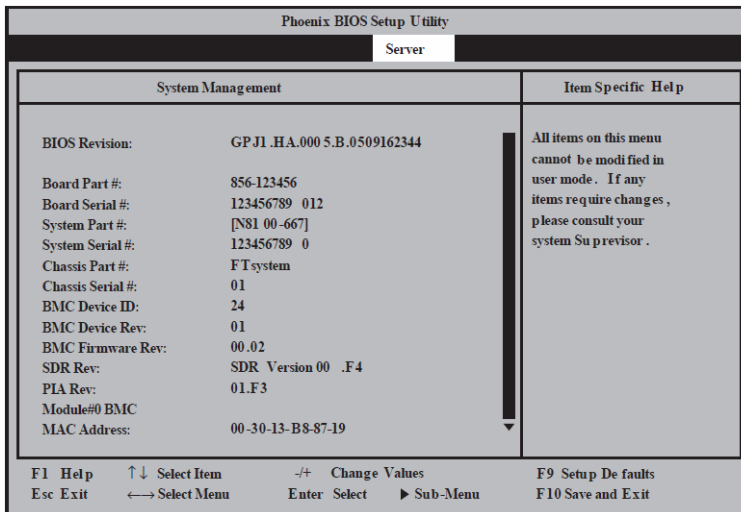 Phoenix BIOS Setup Utility
Server
System Management
Item Specific Help
BIOS Revision: GPJ1.HA.000 5.B.0509162344
Board Part #: 856-123456
Board Serial #: 123456789 012
System Part #: [N81 00-667]
System Serial #: 123456789 0
Chassis Part #: FTsystem
Chassis Serial #: 01
BMC Device ID: 24
BMC Device Rev: 01
BMC Firmware Rev: 00.02
SDR Rev: SDR Version 00 .F4
PIA Rev: 01.F3
Module#0 BMC
MAC Address: 00-30-13-B8-87-19
All items on this menu
cannot be modified in
user mode. If any
items require changes,
please consult your
system Suprevisor.
F1 Help ↑↓ Select Item -/+ Change Values F9 Setup De faults
Esc Exit ←→ Select Menu Enter Select ▶ Sub-Menu F10 Save and Exit